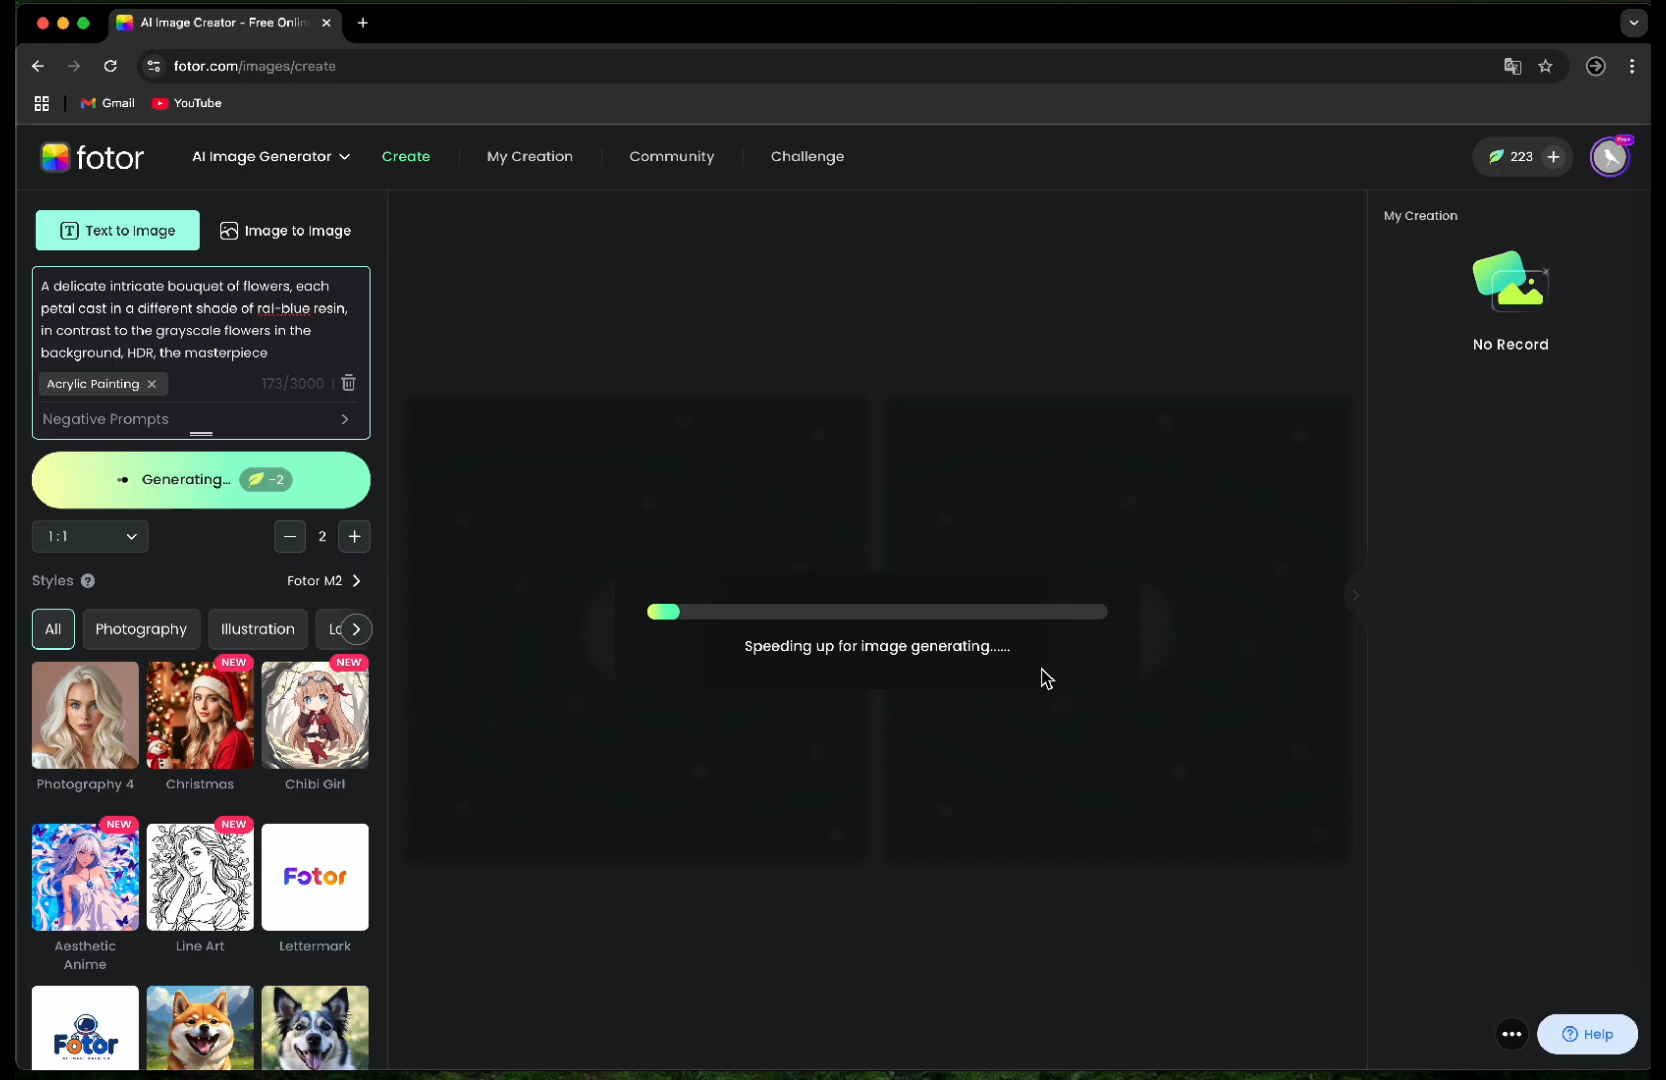 AI Image Creator - Free Onlin
fotor.com/images/create
Gmail
YouTube
fotor
AI Image Generator
Create
My Creation
Community
Challenge
223
Text to Image
Image to Image
A delicate intricate bouquet of flowers, each
petal cast in a different shade of ral-blue resin,
in contrast to the grayscale flowers in the
background, HDR, the masterpiece
Acrylic Painting
173/3000
Negative Prompts
Generating...
-2
1:1
2
Styles
Fotor M2
All
Photography
Illustration
Lo
NEW
NEW
Photography 4
Christmas
Chibi Girl
NEW
NEW
Fotor
Aesthetic
Anime
Line Art
Lettermark
Fotor
Speeding up for image generating......
My Creation
No Record
Help